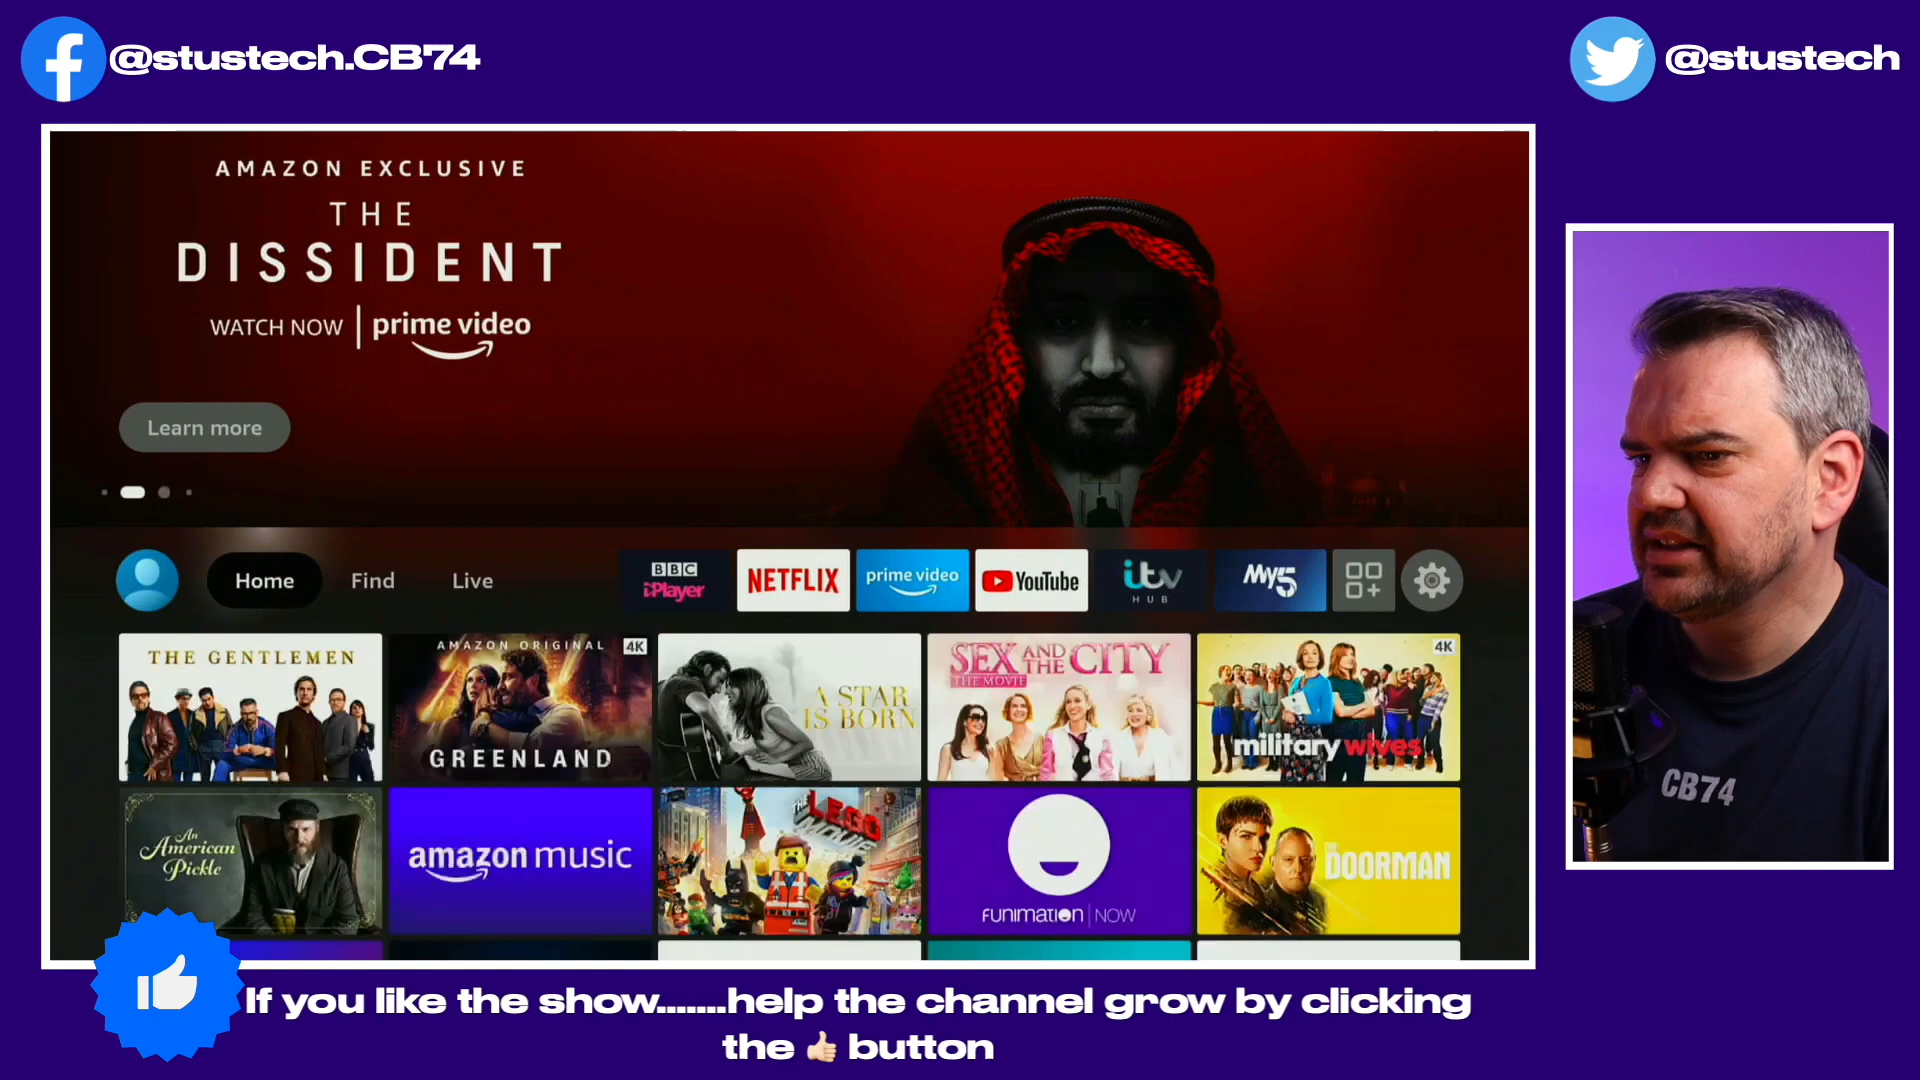 @stustech.CB74
@stustech
AMAZON EXCLUSIVE
THE
DISSIDENT
WATCH NOW | prime video
Learn more
Home Find Live
BBC
iPlayer
NETFLIX
prime video
YouTube
itv
HUB
My5
THE GENTLEMEN
AMAZON ORIGINAL 4K
GREENLAND
A STAR
IS BORN
SEX AND THE CITY
THE MOVIE
4K
military wives
An
American
Pickle
amazon music
THE LEGO
MOVIE
FUNIMATION | NOW
THE DOORMAN
CB74
If you like the show.......help the channel grow by clicking
the 👍🏻 button